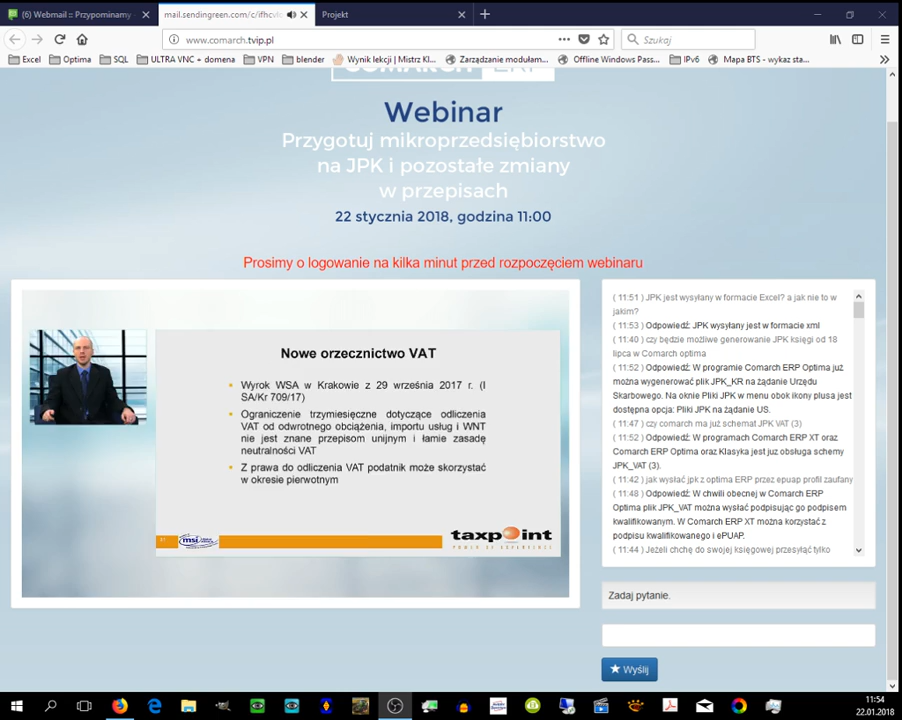 (6) Webmail :: Przypominamy
mail.sendingreen.com/c/ifhcvl
Projekt
www.comarch.tvip.pl
Szukaj
Excel
Optima
SQL
ULTRA VNC + domena
VPN
blender
Wynik lekcji | Mistrz Kl...
Zarządzanie modułam...
Offline Windows Pass...
IPv6
Mapa BTS - wykaz sta...
COMARCH ERP
Webinar
Przygotuj mikroprzedsiębiorstwo
na JPK i pozostałe zmiany
w przepisach
22 stycznia 2018, godzina 11:00
Prosimy o logowanie na kilka minut przed rozpoczęciem webinaru
Nowe orzecznictwo VAT
Wyrok WSA w Krakowie z 29 września 2017 r. (I
SA/Kr 709/17)
Ograniczenie trzymiesięczne dotyczące odliczenia
VAT od odwrotnego obciążenia, importu usług i WNT
nie jest znane przepisom unijnym i łamie zasadę
neutralności VAT
Z prawa do odliczenia VAT podatnik może skorzystać
w okresie pierwotnym
msi
taxpoint
( 11:51 ) JPK jest wysyłany w formacie Excel? a jak nie to w
jakim?
( 11:53 ) Odpowiedź: JPK wysyłany jest w formacie xml
( 11:40 ) czy będzie możliwe generowanie JPK księgi od 18
lipca w Comarch optima
( 11:52 ) Odpowiedź: W programie Comarch ERP Optima już
można wygenerować plik JPK_KR na żądanie Urzędu
Skarbowego. Na oknie Pliki JPK w menu obok ikony plusa jest
dostępna opcja: Pliki JPK na żądanie US.
( 11:47 ) czy comarch ma już schemat JPK VAT (3)
( 11:52 ) Odpowiedź: W programach Comarch ERP XT oraz
Comarch ERP Optima oraz Klasyka jest juz obsługa schemy
JPK_VAT (3).
( 11:42 ) jak wysłać jpk z optima ERP przez epuap profil zaufany
( 11:48 ) Odpowiedź: W chwili obecnej w Comarch ERP
Optima plik JPK_VAT można wysłać podpisując go podpisem
kwalifikowanym. W Comarch ERP XT można korzystać z
podpisu kwalifikowanego i ePUAP.
( 11:44 ) Jeżeli chchę do swojej księgowej przesyłąć tylko
Zadaj pytanie.
Wyślij
11:54
22.01.2018